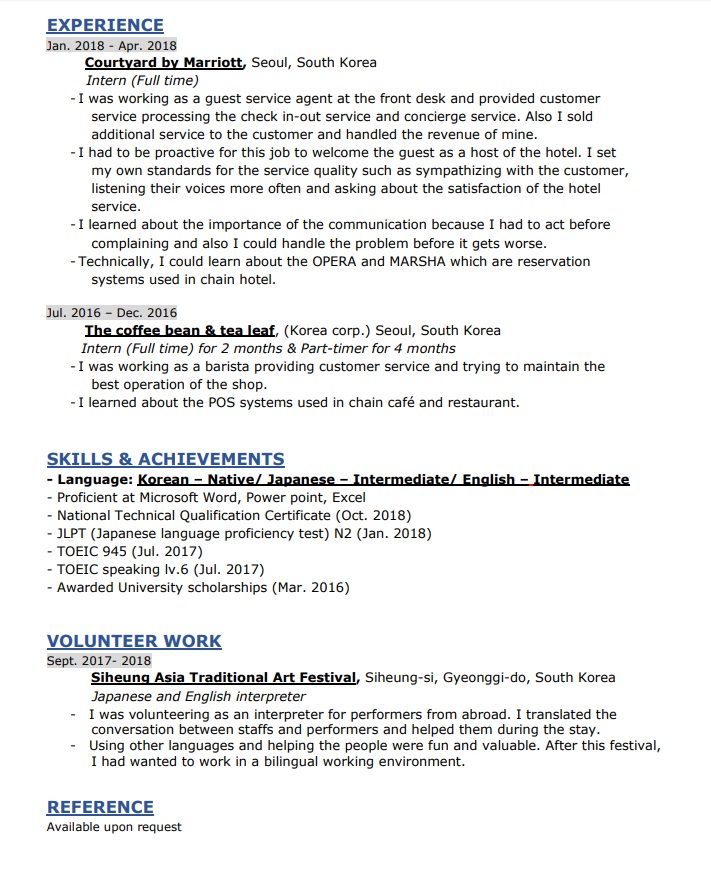 EXPERIENCE
Jan. 2018 - Apr. 2018
Courtyard by Marriott, Seoul, South Korea
Intern (Full time)
- I was working as a guest service agent at the front desk and provided customer
service processing the check in-out service and concierge service. Also I sold
additional service to the customer and handled the revenue of mine.
- I had to be proactive for this job to welcome the guest as a host of the hotel. I set
my own standards for the service quality such as sympathizing with the customer,
listening their voices more often and asking about the satisfaction of the hotel
service.
- I learned about the importance of the communication because I had to act before
complaining and also I could handle the problem before it gets worse.
- Technically, I could learn about the OPERA and MARSHA which are reservation
systems used in chain hotel.
Jul. 2016 – Dec. 2016
The coffee bean & tea leaf, (Korea corp.) Seoul, South Korea
Intern (Full time) for 2 months & Part-timer for 4 months
- I was working as a barista providing customer service and trying to maintain the
best operation of the shop.
- I learned about the POS systems used in chain café and restaurant.
SKILLS & ACHIEVEMENTS
- Language: Korean – Native/ Japanese – Intermediate/ English – Intermediate
- Proficient at Microsoft Word, Power point, Excel
- National Technical Qualification Certificate (Oct. 2018)
- JLPT (Japanese language proficiency test) N2 (Jan. 2018)
- TOEIC 945 (Jul. 2017)
- TOEIC speaking lv.6 (Jul. 2017)
- Awarded University scholarships (Mar. 2016)
VOLUNTEER WORK
Sept. 2017- 2018
Siheung Asia Traditional Art Festival, Siheung-si, Gyeonggi-do, South Korea
Japanese and English interpreter
- I was volunteering as an interpreter for performers from abroad. I translated the
conversation between staffs and performers and helped them during the stay.
- Using other languages and helping the people were fun and valuable. After this festival,
I had wanted to work in a bilingual working environment.
REFERENCE
Available upon request